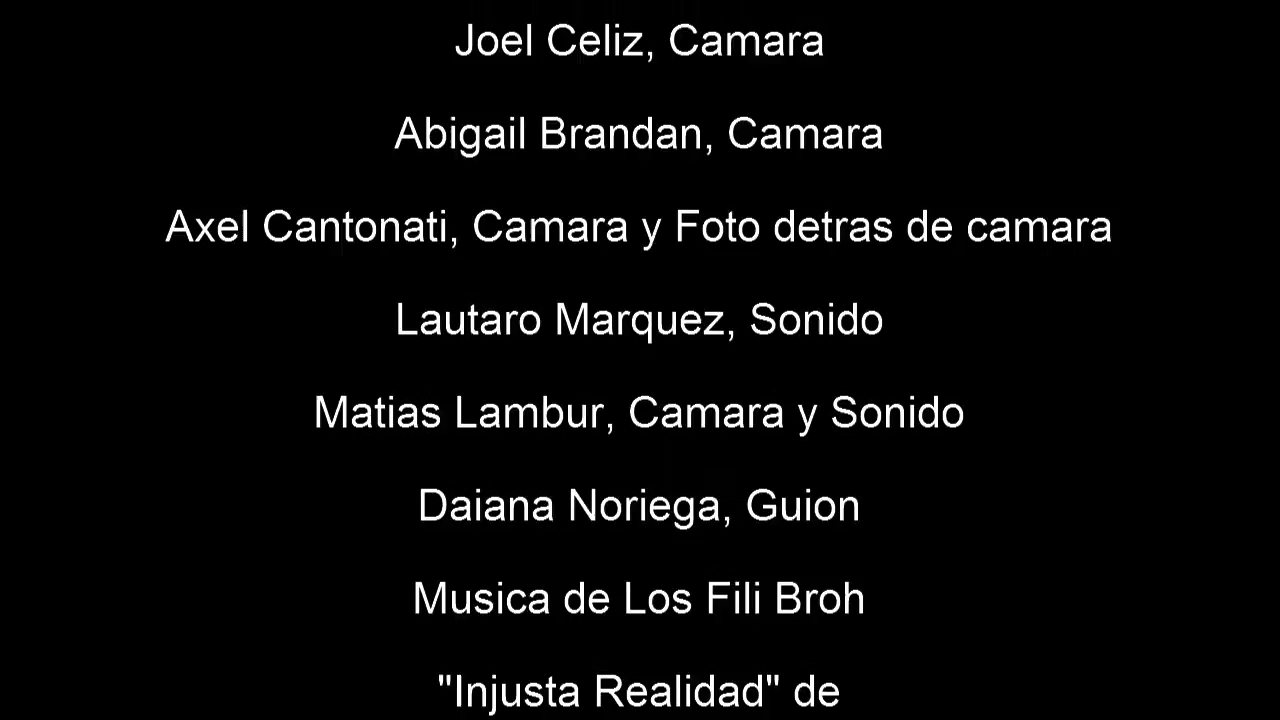 Joel Celiz, Camara
Abigail Brandan, Camara
Axel Cantonati, Camara y Foto detras de camara
Lautaro Marquez, Sonido
Matias Lambur, Camara y Sonido
Daiana Noriega, Guion
Musica de Los Fili Broh
"Injusta Realidad" de